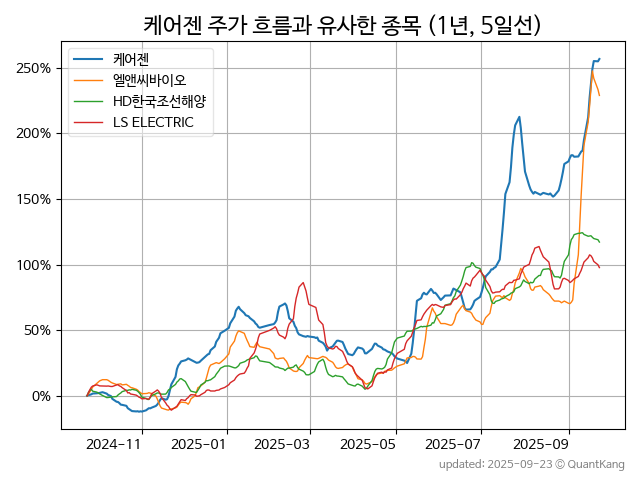 케어젠 주가 흐름과 유사한 종목 (1년, 5일선)
케어젠
엘앤씨바이오
HD한국조선해양
LS ELECTRIC
250%
200%
150%
100%
50%
0%
2024-11 2025-01 2025-03 2025-05 2025-07 2025-09
updated: 2025-09-23 © QuantKang